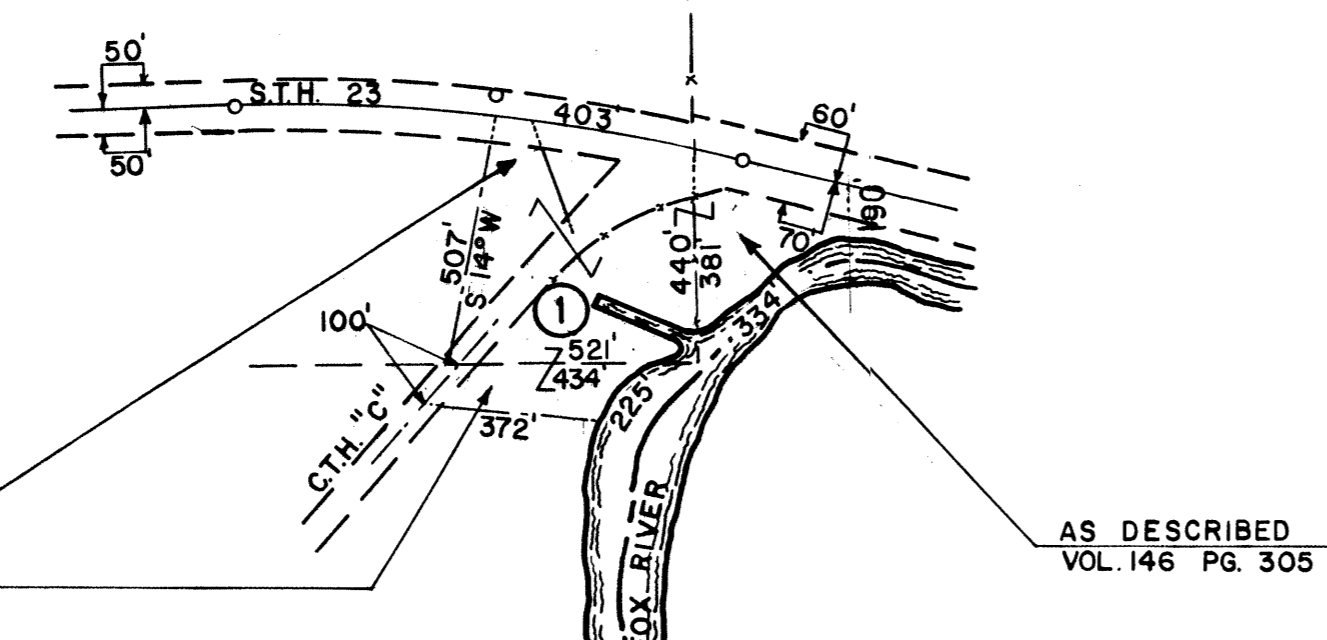 50'
S.T.H. 23
403'
60'
50'
190'
507'
S 14° W
440'
381'
70'
1
100'
334'
521'
434'
225'
C.T.H. "C"
372'
FOX RIVER
AS DESCRIBED
VOL. 146 PG. 305